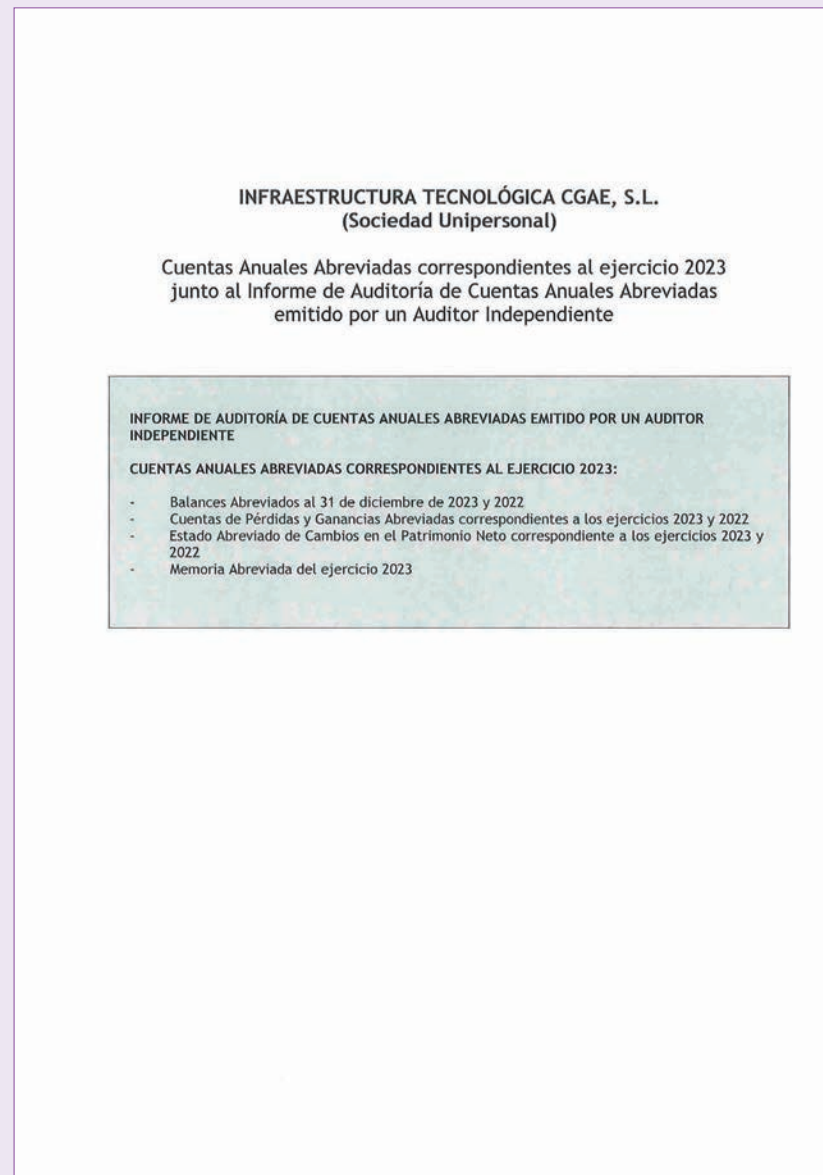 INFRAESTRUCTURA TECNOLÓGICA CGAE, S.L.
(Sociedad Unipersonal)
Cuentas Anuales Abreviadas correspondientes al ejercicio 2023
junto al Informe de Auditoría de Cuentas Anuales Abreviadas
emitido por un Auditor Independiente
INFORME DE AUDITORÍA DE CUENTAS ANUALES ABREVIADAS EMITIDO POR UN AUDITOR
INDEPENDIENTE
CUENTAS ANUALES ABREVIADAS CORRESPONDIENTES AL EJERCICIO 2023:
- Balances Abreviados al 31 de diciembre de 2023 y 2022
- Cuentas de Pérdidas y Ganancias Abreviadas correspondientes a los ejercicios 2023 y 2022
- Estado Abreviado de Cambios en el Patrimonio Neto correspondiente a los ejercicios 2023 y
2022
- Memoria Abreviada del ejercicio 2023